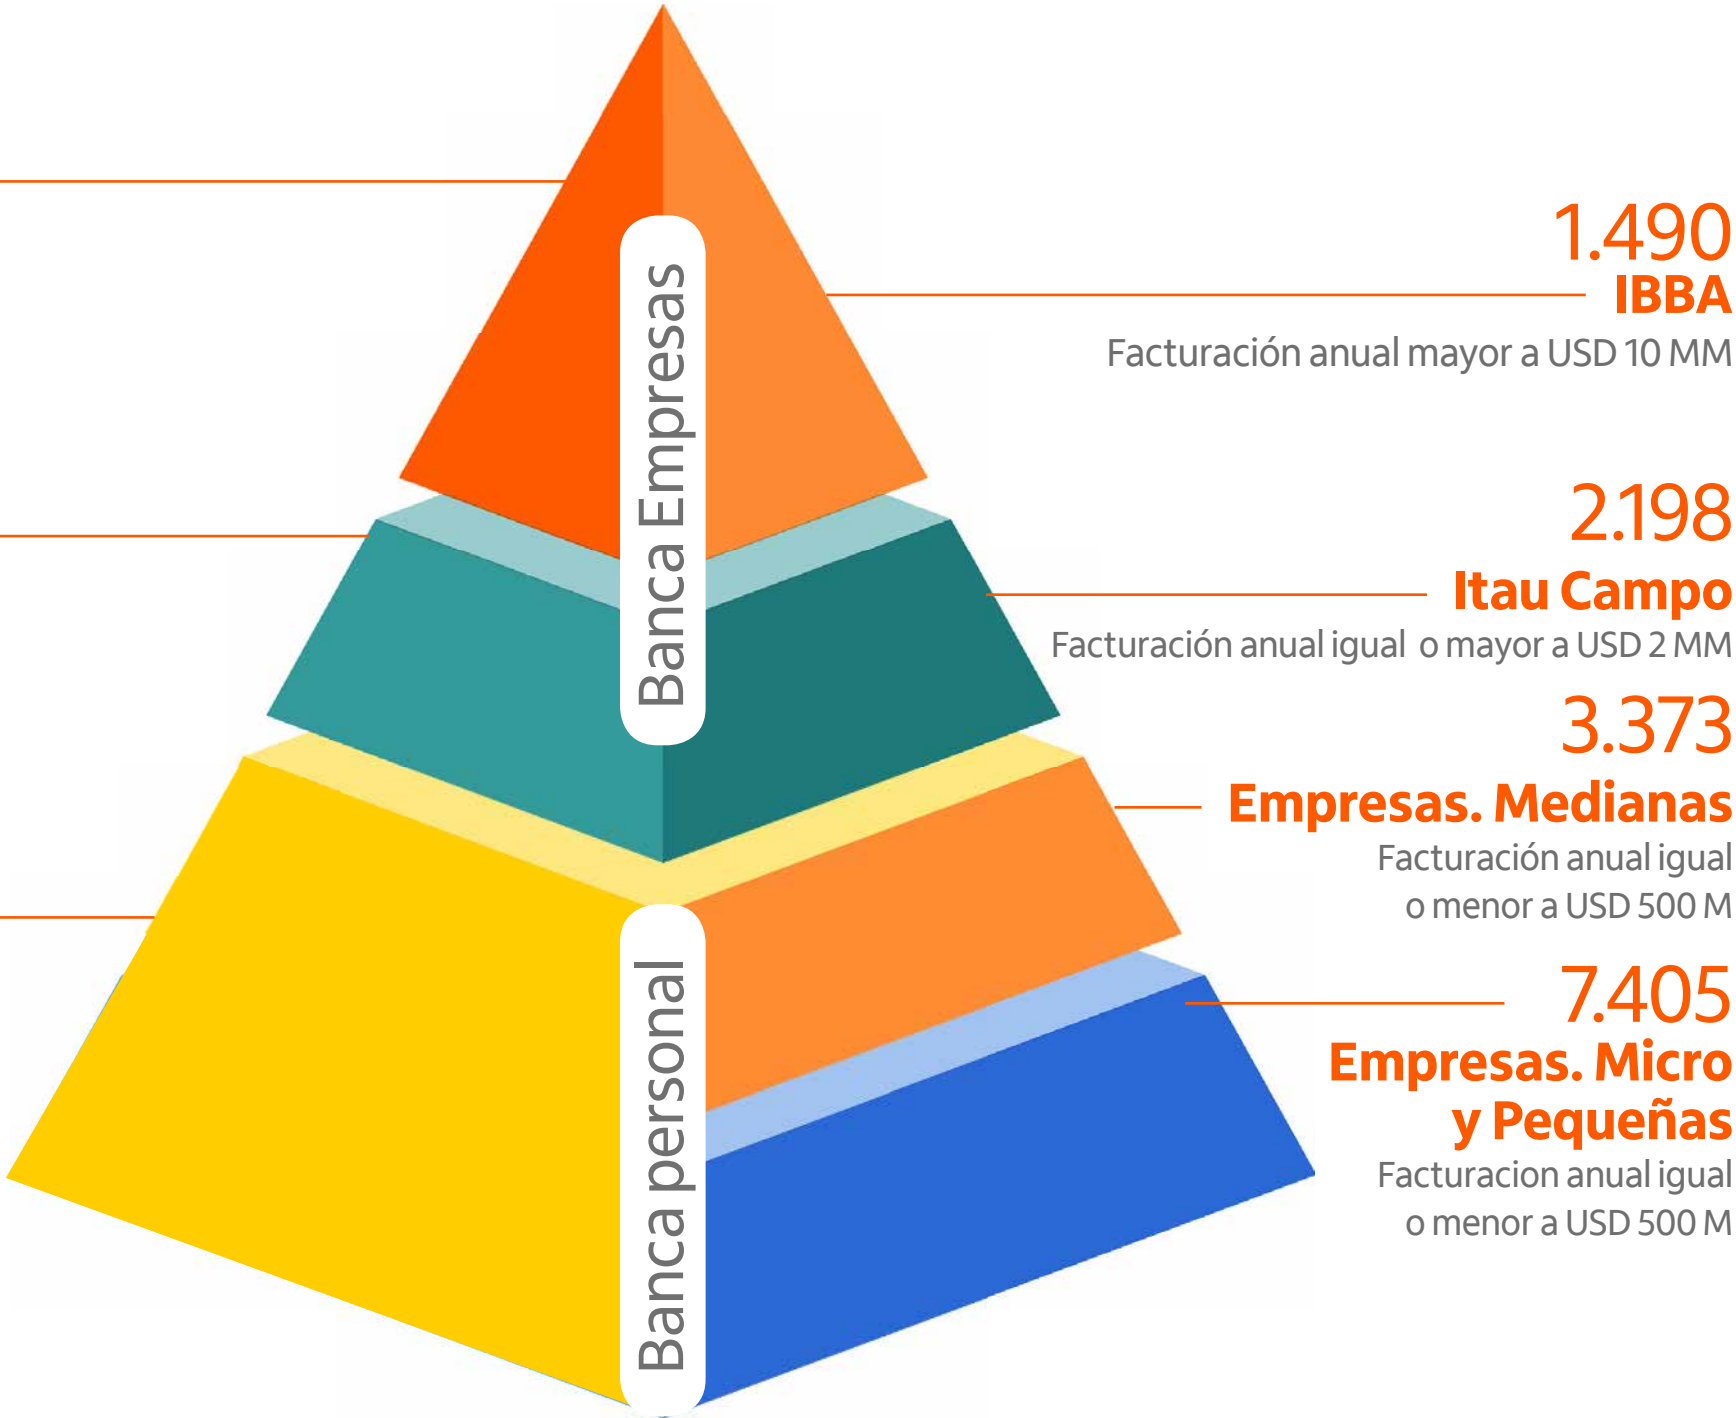 Banca Empresas
Banca personal
1.490
IBBA
Facturación anual mayor a USD 10 MM
2.198
Itau Campo
Facturación anual igual o mayor a USD 2 MM
3.373
Empresas. Medianas
Facturación anual igual
o menor a USD 500 M
7.405
Empresas. Micro
y Pequeñas
Facturacion anual igual
o menor a USD 500 M